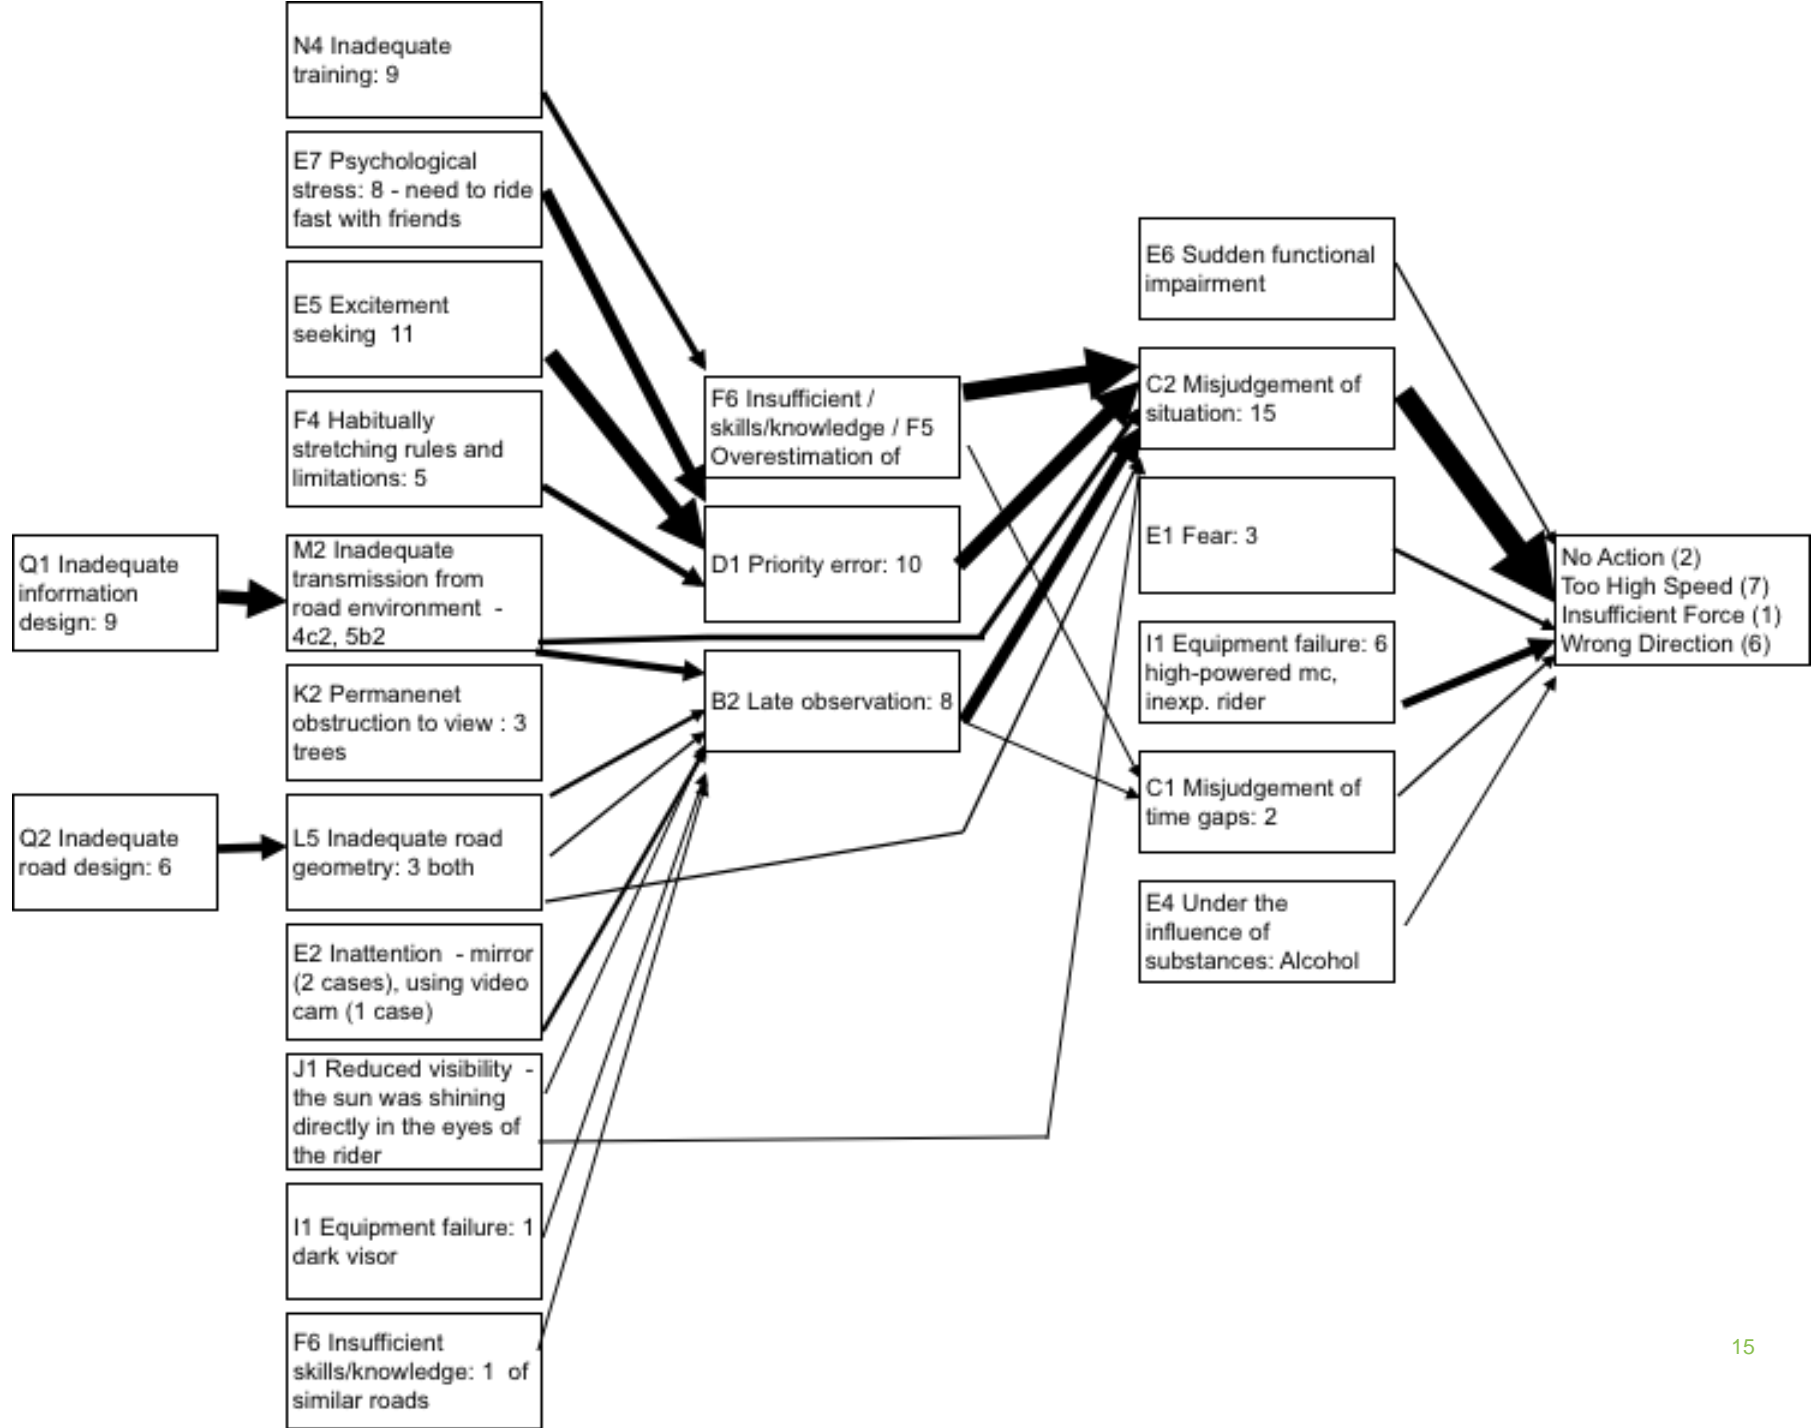 N4 Inadequate
training: 9
E7 Psychological
stress: 8 - need to ride
fast with friends
E5 Excitement
seeking  11
F4 Habitually
stretching rules and
limitations: 5
Q1 Inadequate
information
design: 9
M2 Inadequate
transmission from
road environment  -
4c2, 5b2
K2 Permanenet
obstruction to view : 3
trees
Q2 Inadequate
road design: 6
L5 Inadequate road
geometry: 3 both
E2 Inattention  - mirror
(2 cases), using video
cam (1 case)
J1 Reduced visibility  -
the sun was shining
directly in the eyes of
the rider
I1 Equipment failure: 1
dark visor
F6 Insufficient
skills/knowledge: 1  of
similar roads
F6 Insufficient /
skills/knowledge / F5
Overestimation of
D1 Priority error: 10
B2 Late observation: 8
E6 Sudden functional
impairment
C2 Misjudgement of
situation: 15
E1 Fear: 3
I1 Equipment failure: 6
high-powered mc,
inexp. rider
C1 Misjudgement of
time gaps: 2
E4 Under the
influence of
substances: Alcohol
No Action (2)
Too High Speed (7)
Insufficient Force (1)
Wrong Direction (6)
15